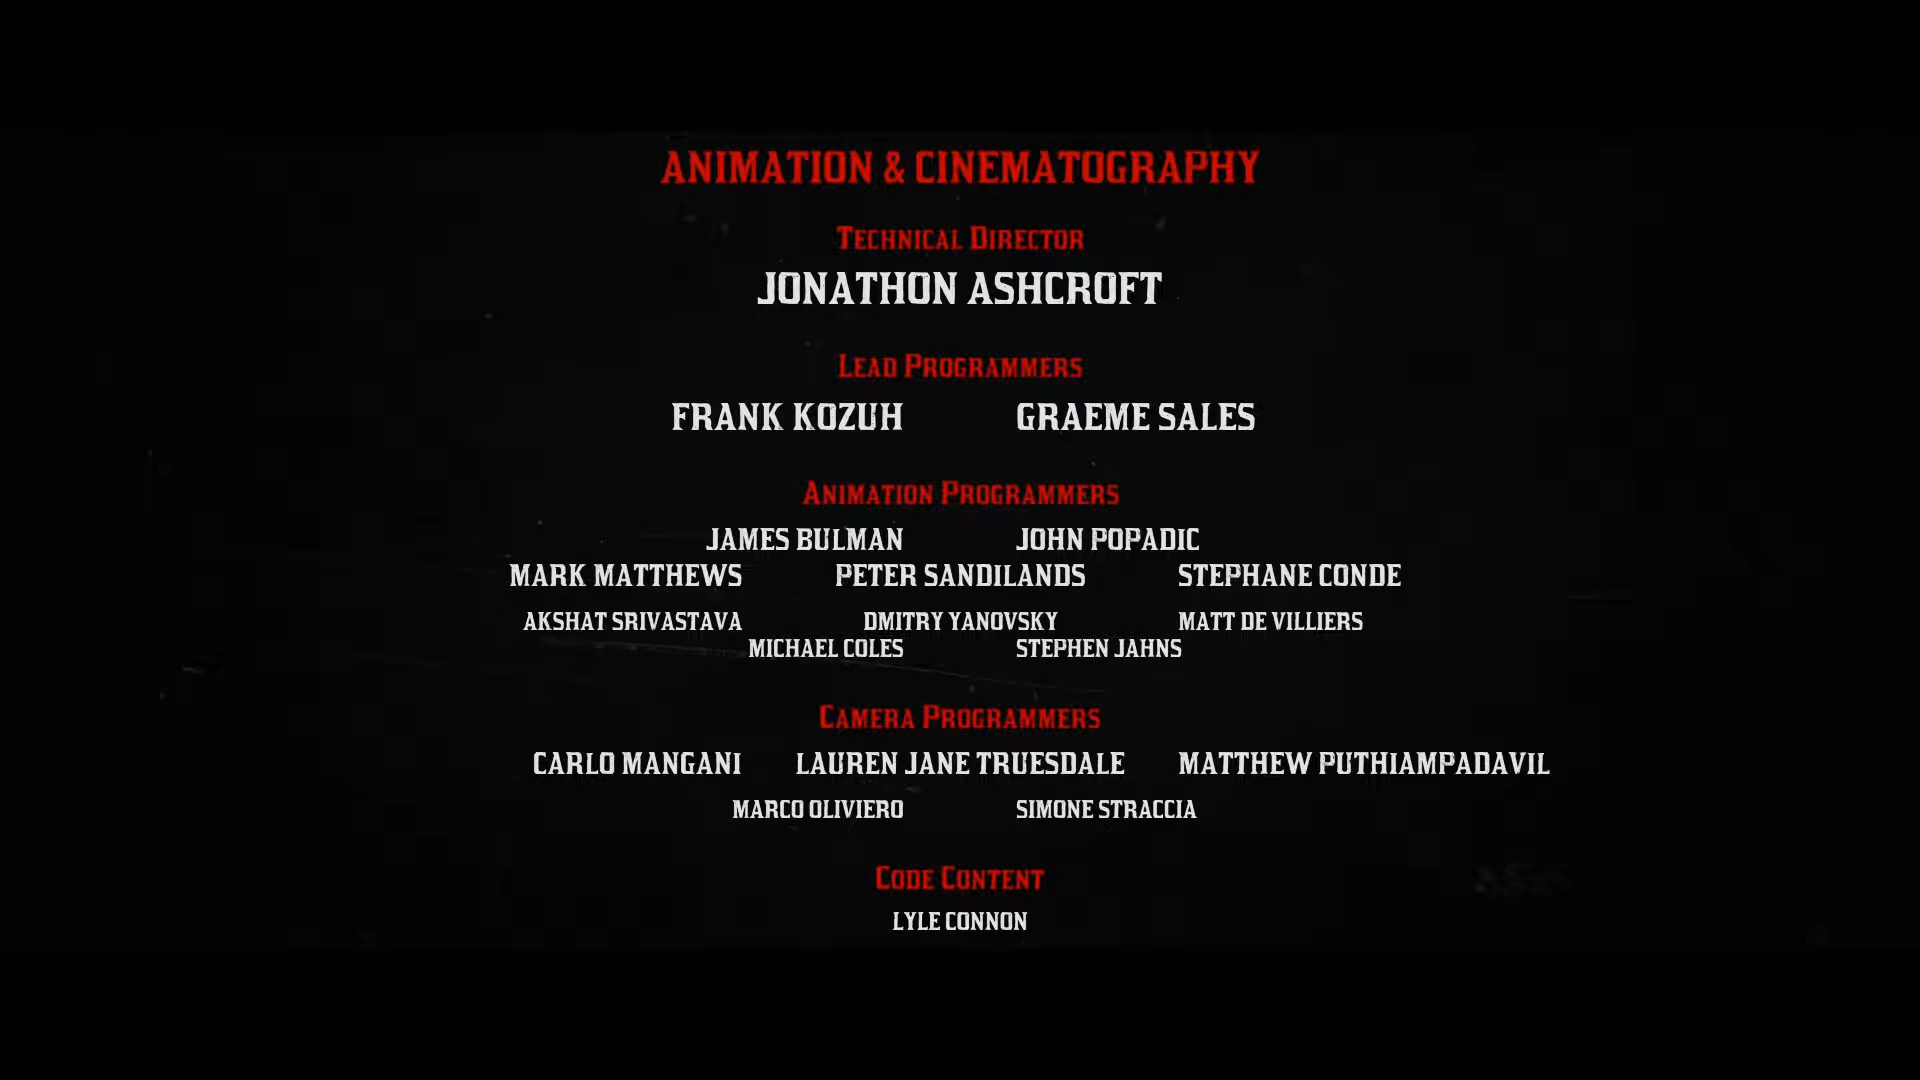 ANIMATION & CINEMATOGRAPHY
TECHNICAL DIRECTOR
JONATHON ASHCROFT
LEAD PROGRAMMERS
FRANK KOZUH GRAEME SALES
ANIMATION PROGRAMMERS
JAMES BULMAN JOHN POPADIC
MARK MATTHEWS PETER SANDILANDS STEPHANE CONDE
AKSHAT SRIVASTAVA DMITRY YANOVSKY MATT DE VILLIERS
MICHAEL COLES STEPHEN JAHNS
CAMERA PROGRAMMERS
CARLO MANGANI LAUREN JANE TRUESDALE MATTHEW PUTHIAMPADAVIL
MARCO OLIVIERO SIMONE STRACCIA
CODE CONTENT
LYLE CONNON